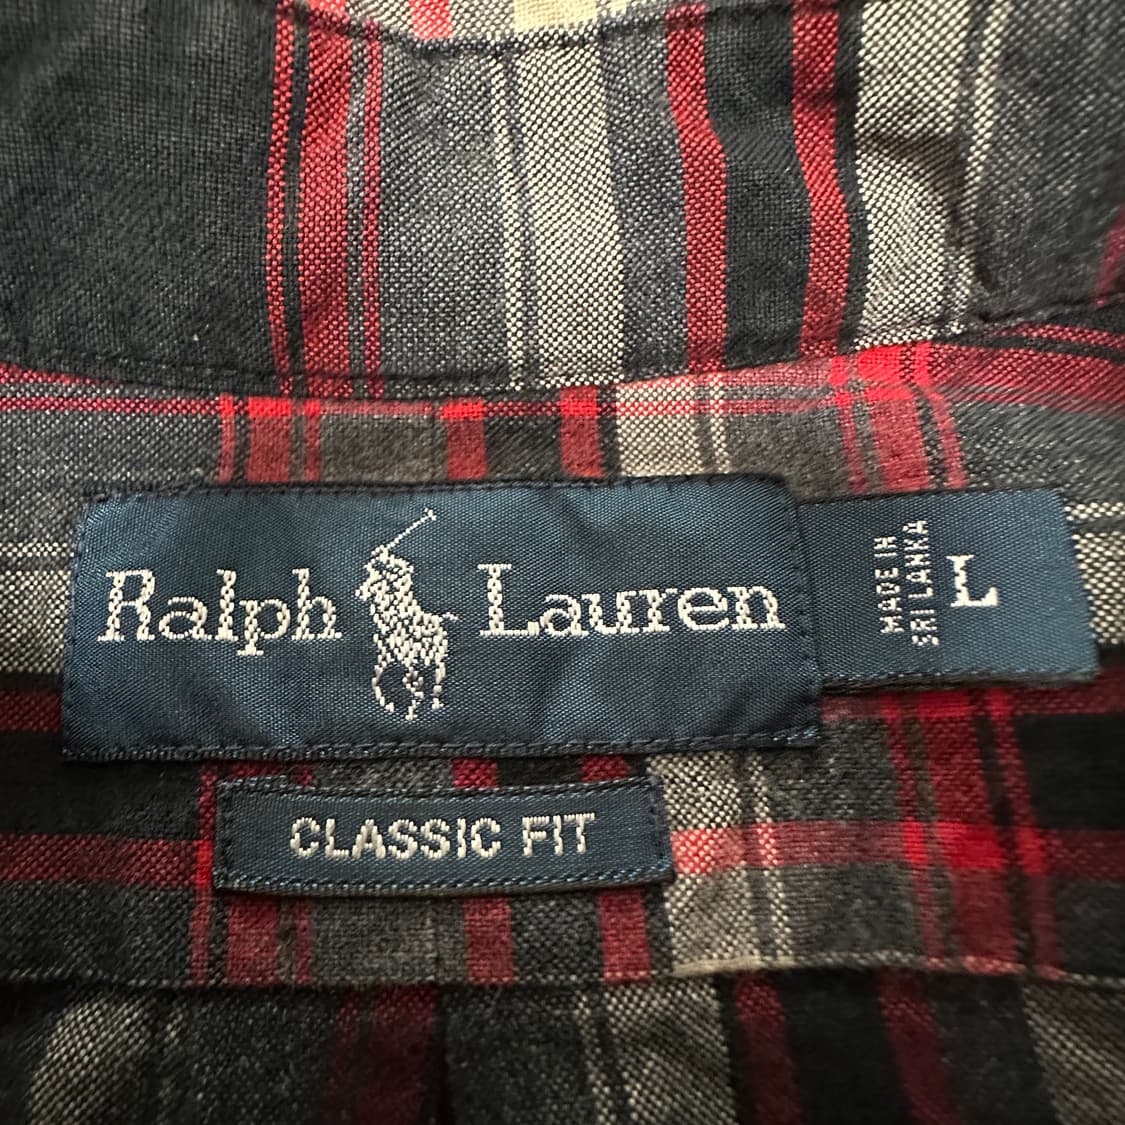 Ralph Lauren
MADE IN
SRI LANKA
L
CLASSIC FIT